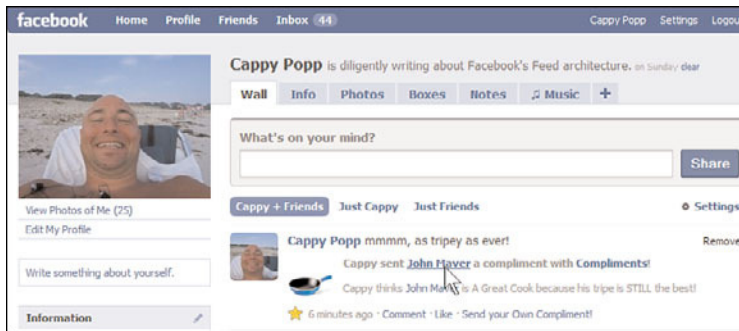 facebook Home Profile Friends Inbox 44 Cappy Popp Settings Logou
Cappy Popp is diligently writing about Facebook's Feed architecture. on Sunday clear
Wall Info Photos Boxes Notes ♫ Music +
What's on your mind?
Share
View Photos of Me (25)
Edit My Profile
Write something about yourself.
Information
Cappy + Friends Just Cappy Just Friends Settings
Cappy Popp mmmm, as tripey as ever! Remove
Cappy sent John Maver a compliment with Compliments!
Cappy thinks John Maver is A Great Cook because his tripe is STILL the best!
6 minutes ago · Comment · Like · Send your Own Compliment!